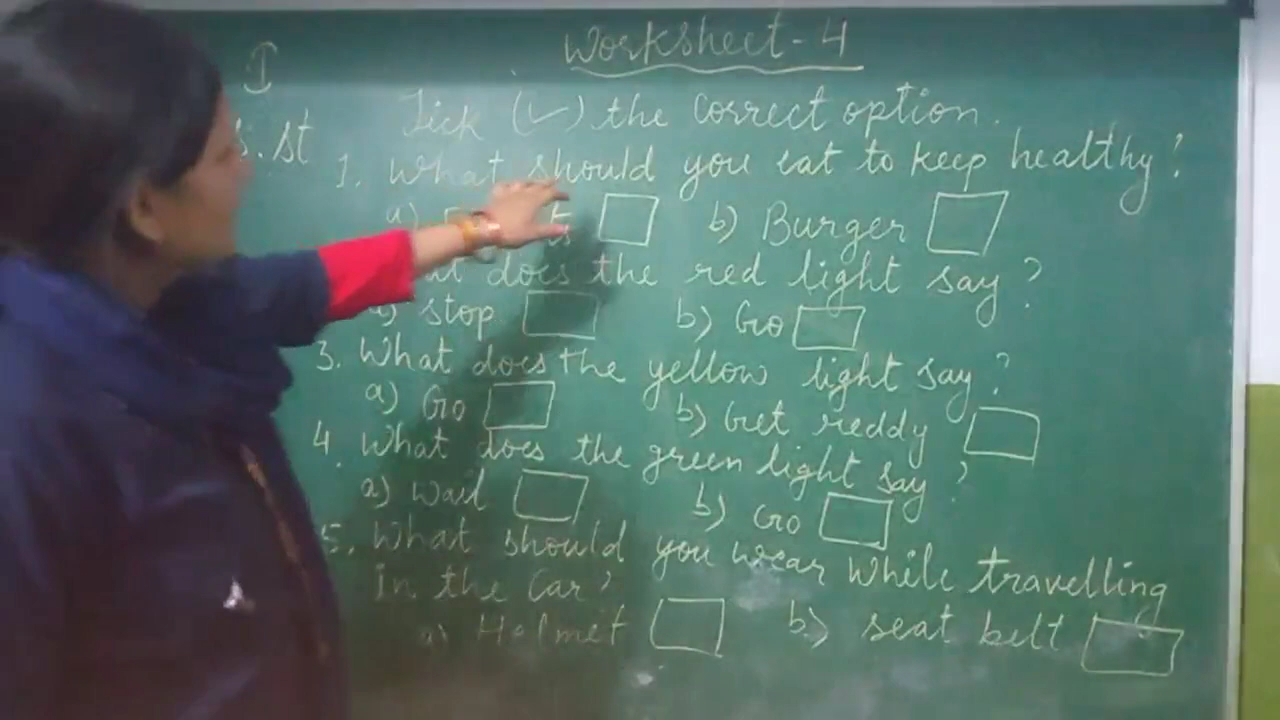 Worksheet - 4
I
Tick (✓) the correct option.
S.st
1. What should you eat to keep healthy?
a) b) Burger
does the red light say?
a) stop b) Go
3. What does the yellow light say?
a) Go b) Get reddy
4. What does the green light say?
a) wait b) Go
5. What should you wear while travelling
In the Car?
a) Helmet b) seat belt